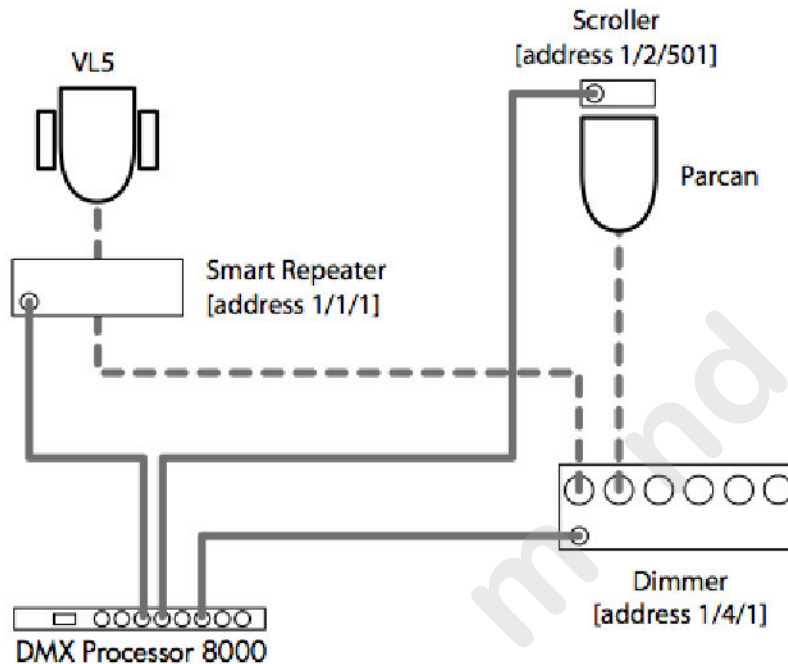 Scroller
[address 1/2/501]
VL5
Parcan
Smart Repeater
[address 1/1/1]
Dimmer
[address 1/4/1]
DMX Processor 8000